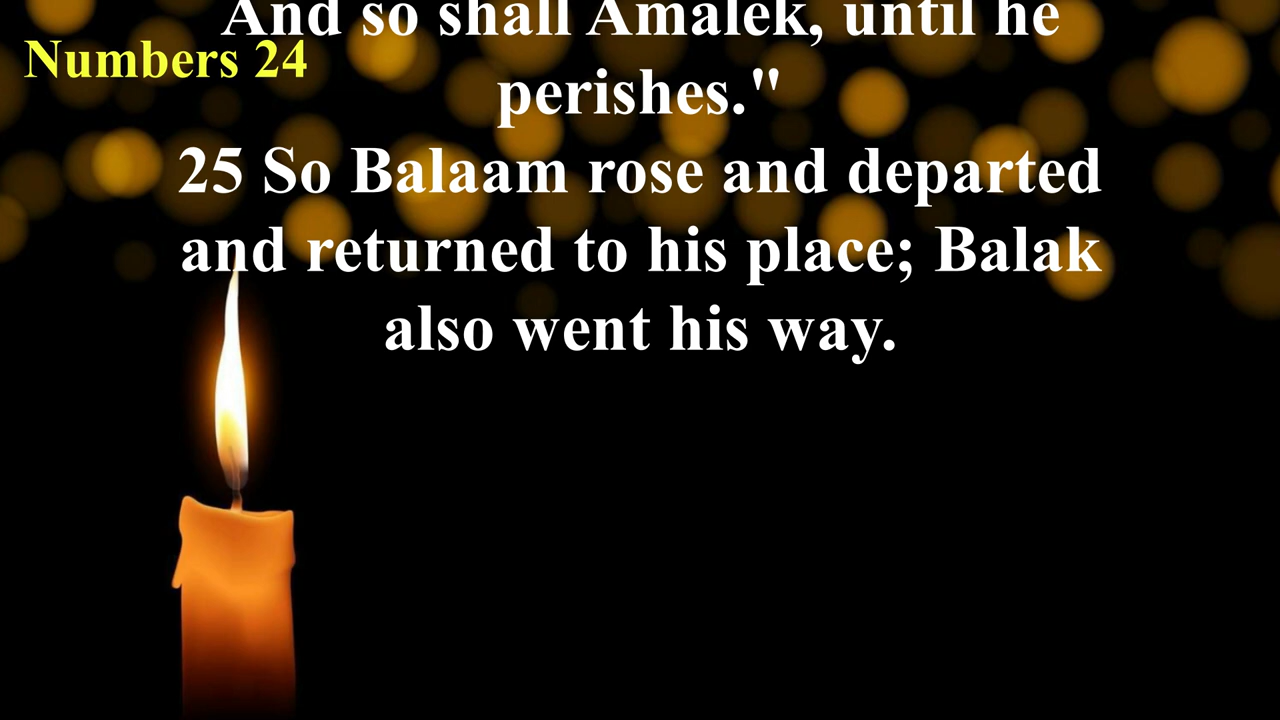 And so shall Amalek, until he
Numbers 24
perishes."
25 So Balaam rose and departed
and returned to his place; Balak
also went his way.